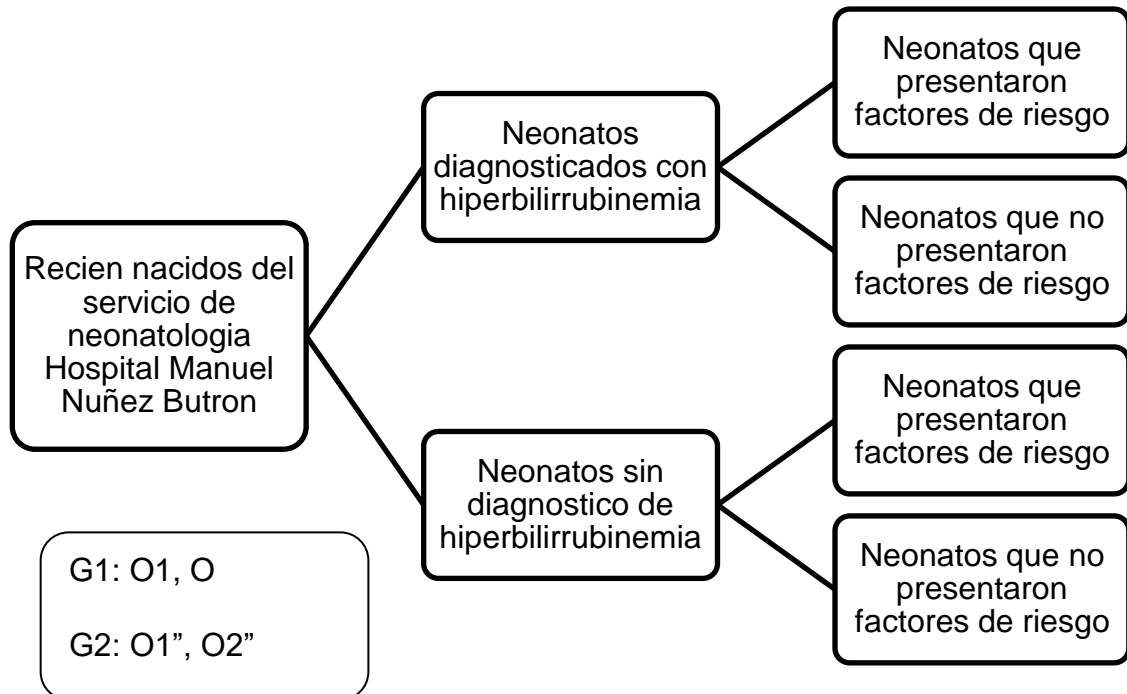 Recien nacidos del
servicio de
neonatologia
Hospital Manuel
Nuñez Butron
Neonatos
diagnosticados con
hiperbilirrubinemia
Neonatos que
presentaron
factores de riesgo
Neonatos que no
presentaron
factores de riesgo
Neonatos sin
diagnostico de
hiperbilirrubinemia
Neonatos que
presentaron
factores de riesgo
Neonatos que no
presentaron
factores de riesgo
G1: O1, O
G2: O1”, O2”